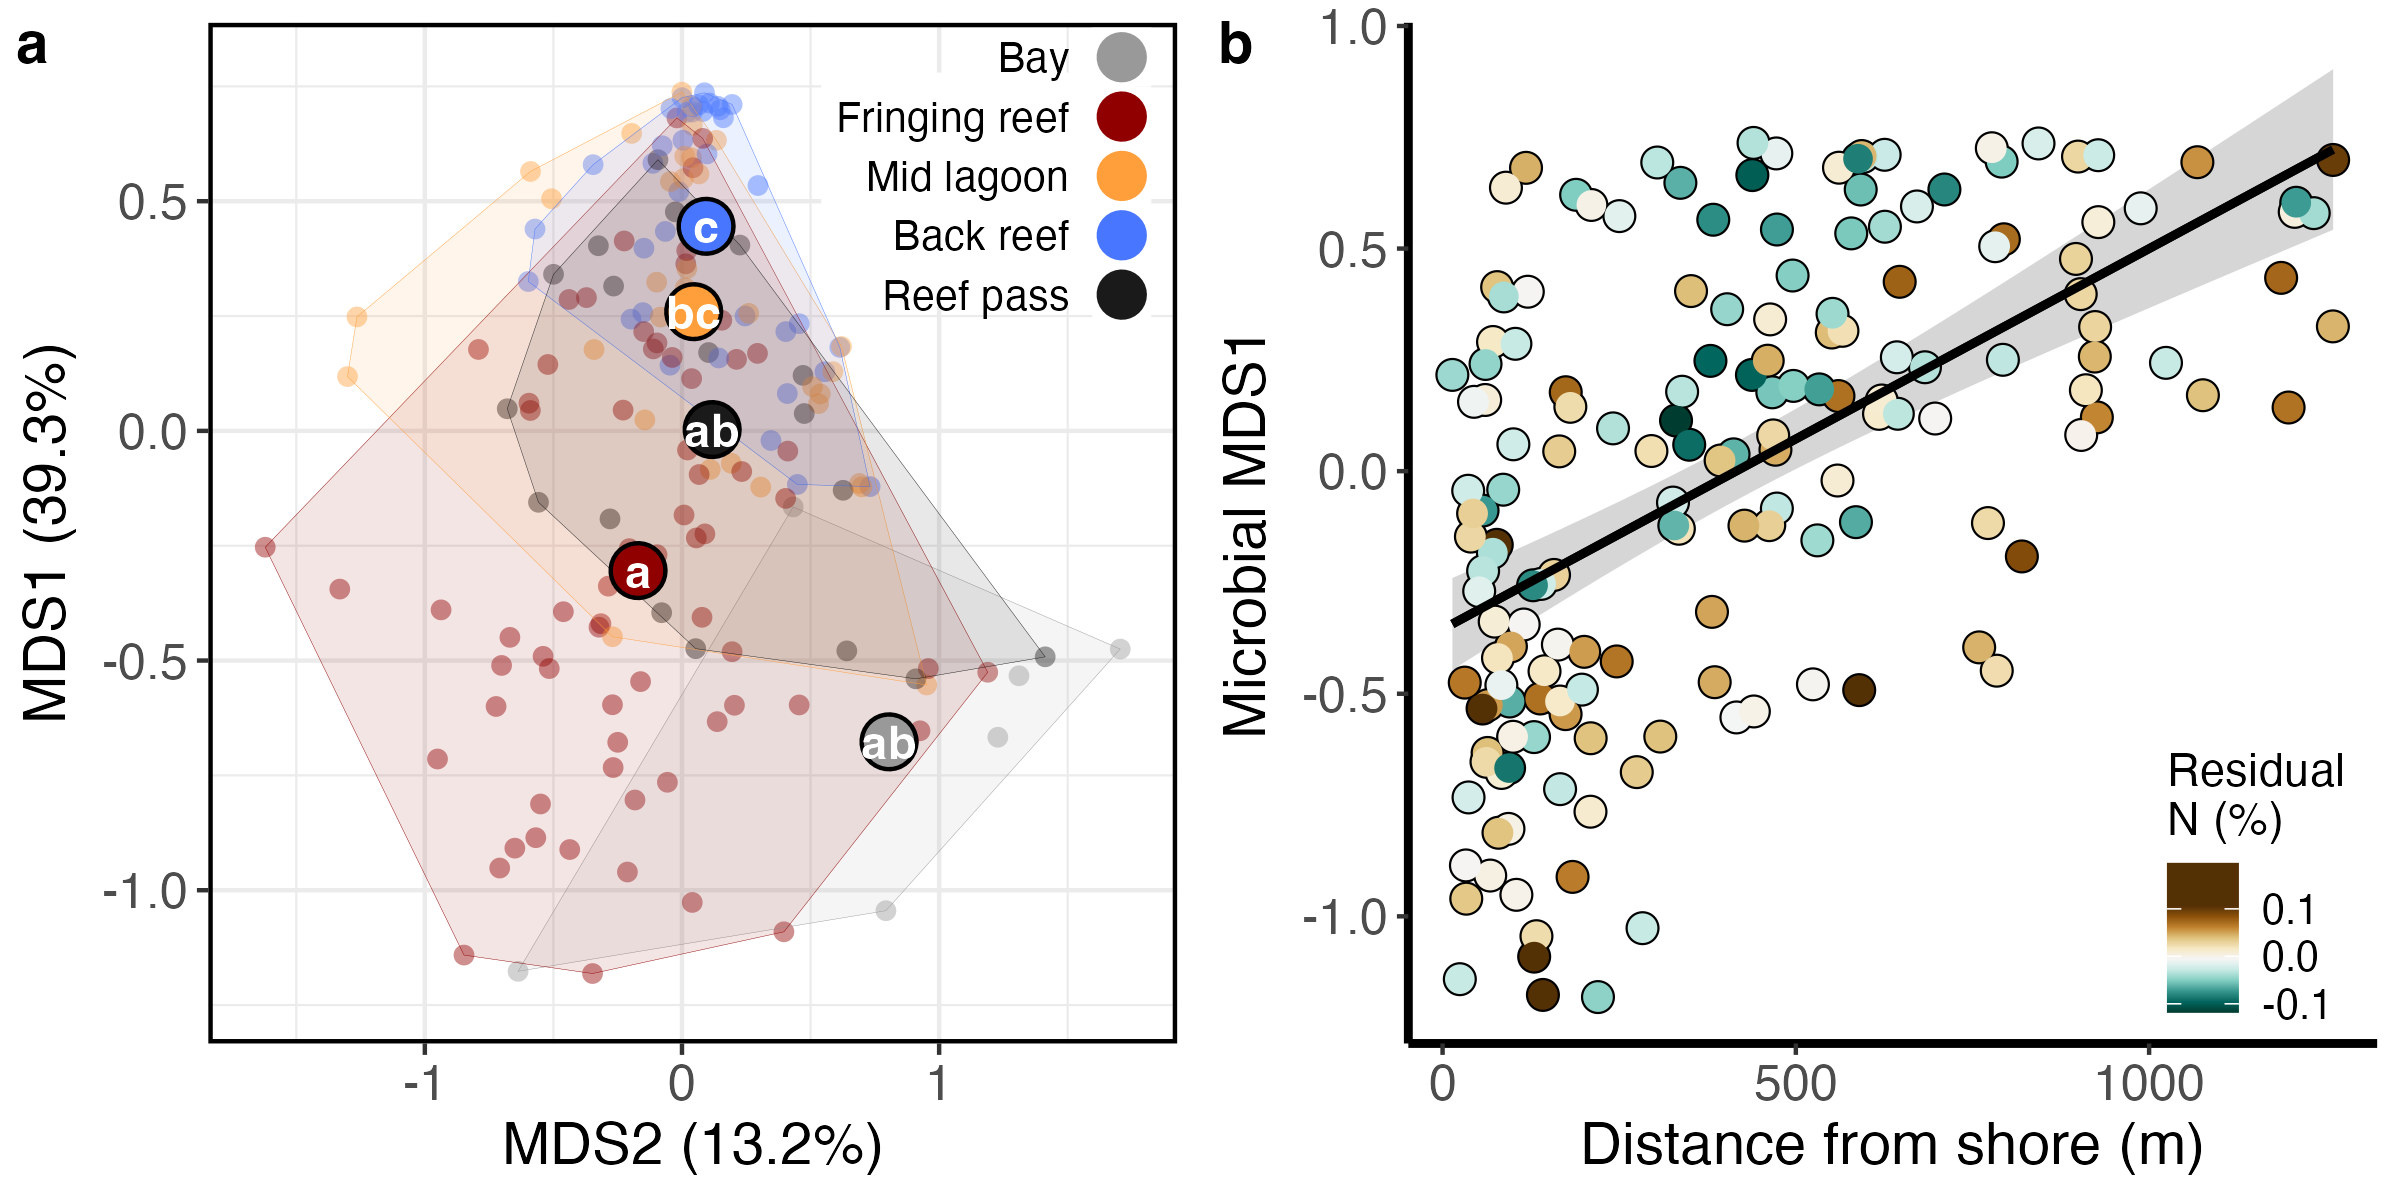 a
Bay
Fringing reef
Mid lagoon
Back reef
Reef pass
c
bc
ab
a
ab
0.5
0.0
-0.5
-1.0
-1
0
1
MDS1 (39.3%)
MDS2 (13.2%)
b
1.0
0.5
0.0
-0.5
-1.0
0
500
1000
Microbial MDS1
Distance from shore (m)
Residual
N (%)
0.1
0.0
-0.1